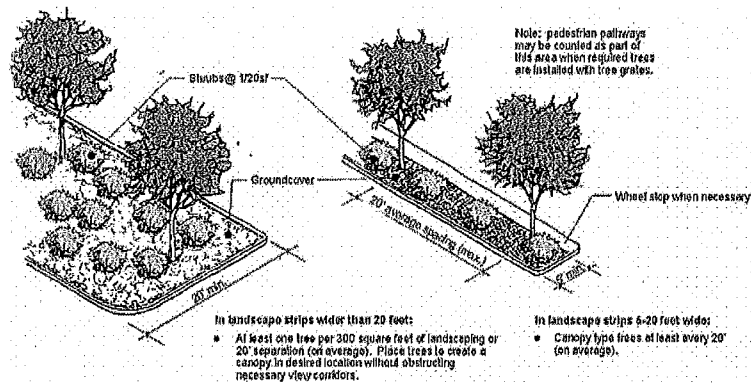 Note: pedestrian pathways
may be counted as part of
this area when required trees
are installed with tree grates.
Shrubs@ 1/20sf
Groundcover
Wheel stop when necessary
20' average spacing (max.)
20' min.
min.
In landscape strips wider than 20 feet:
• At least one tree per 300 square feet of landscaping or
20' separation (on average). Place trees to create a
canopy in desired location without obstructing
necessary view corridors.
In landscape strips 6-20 feet wide:
• Canopy type trees at least every 20'
(on average).